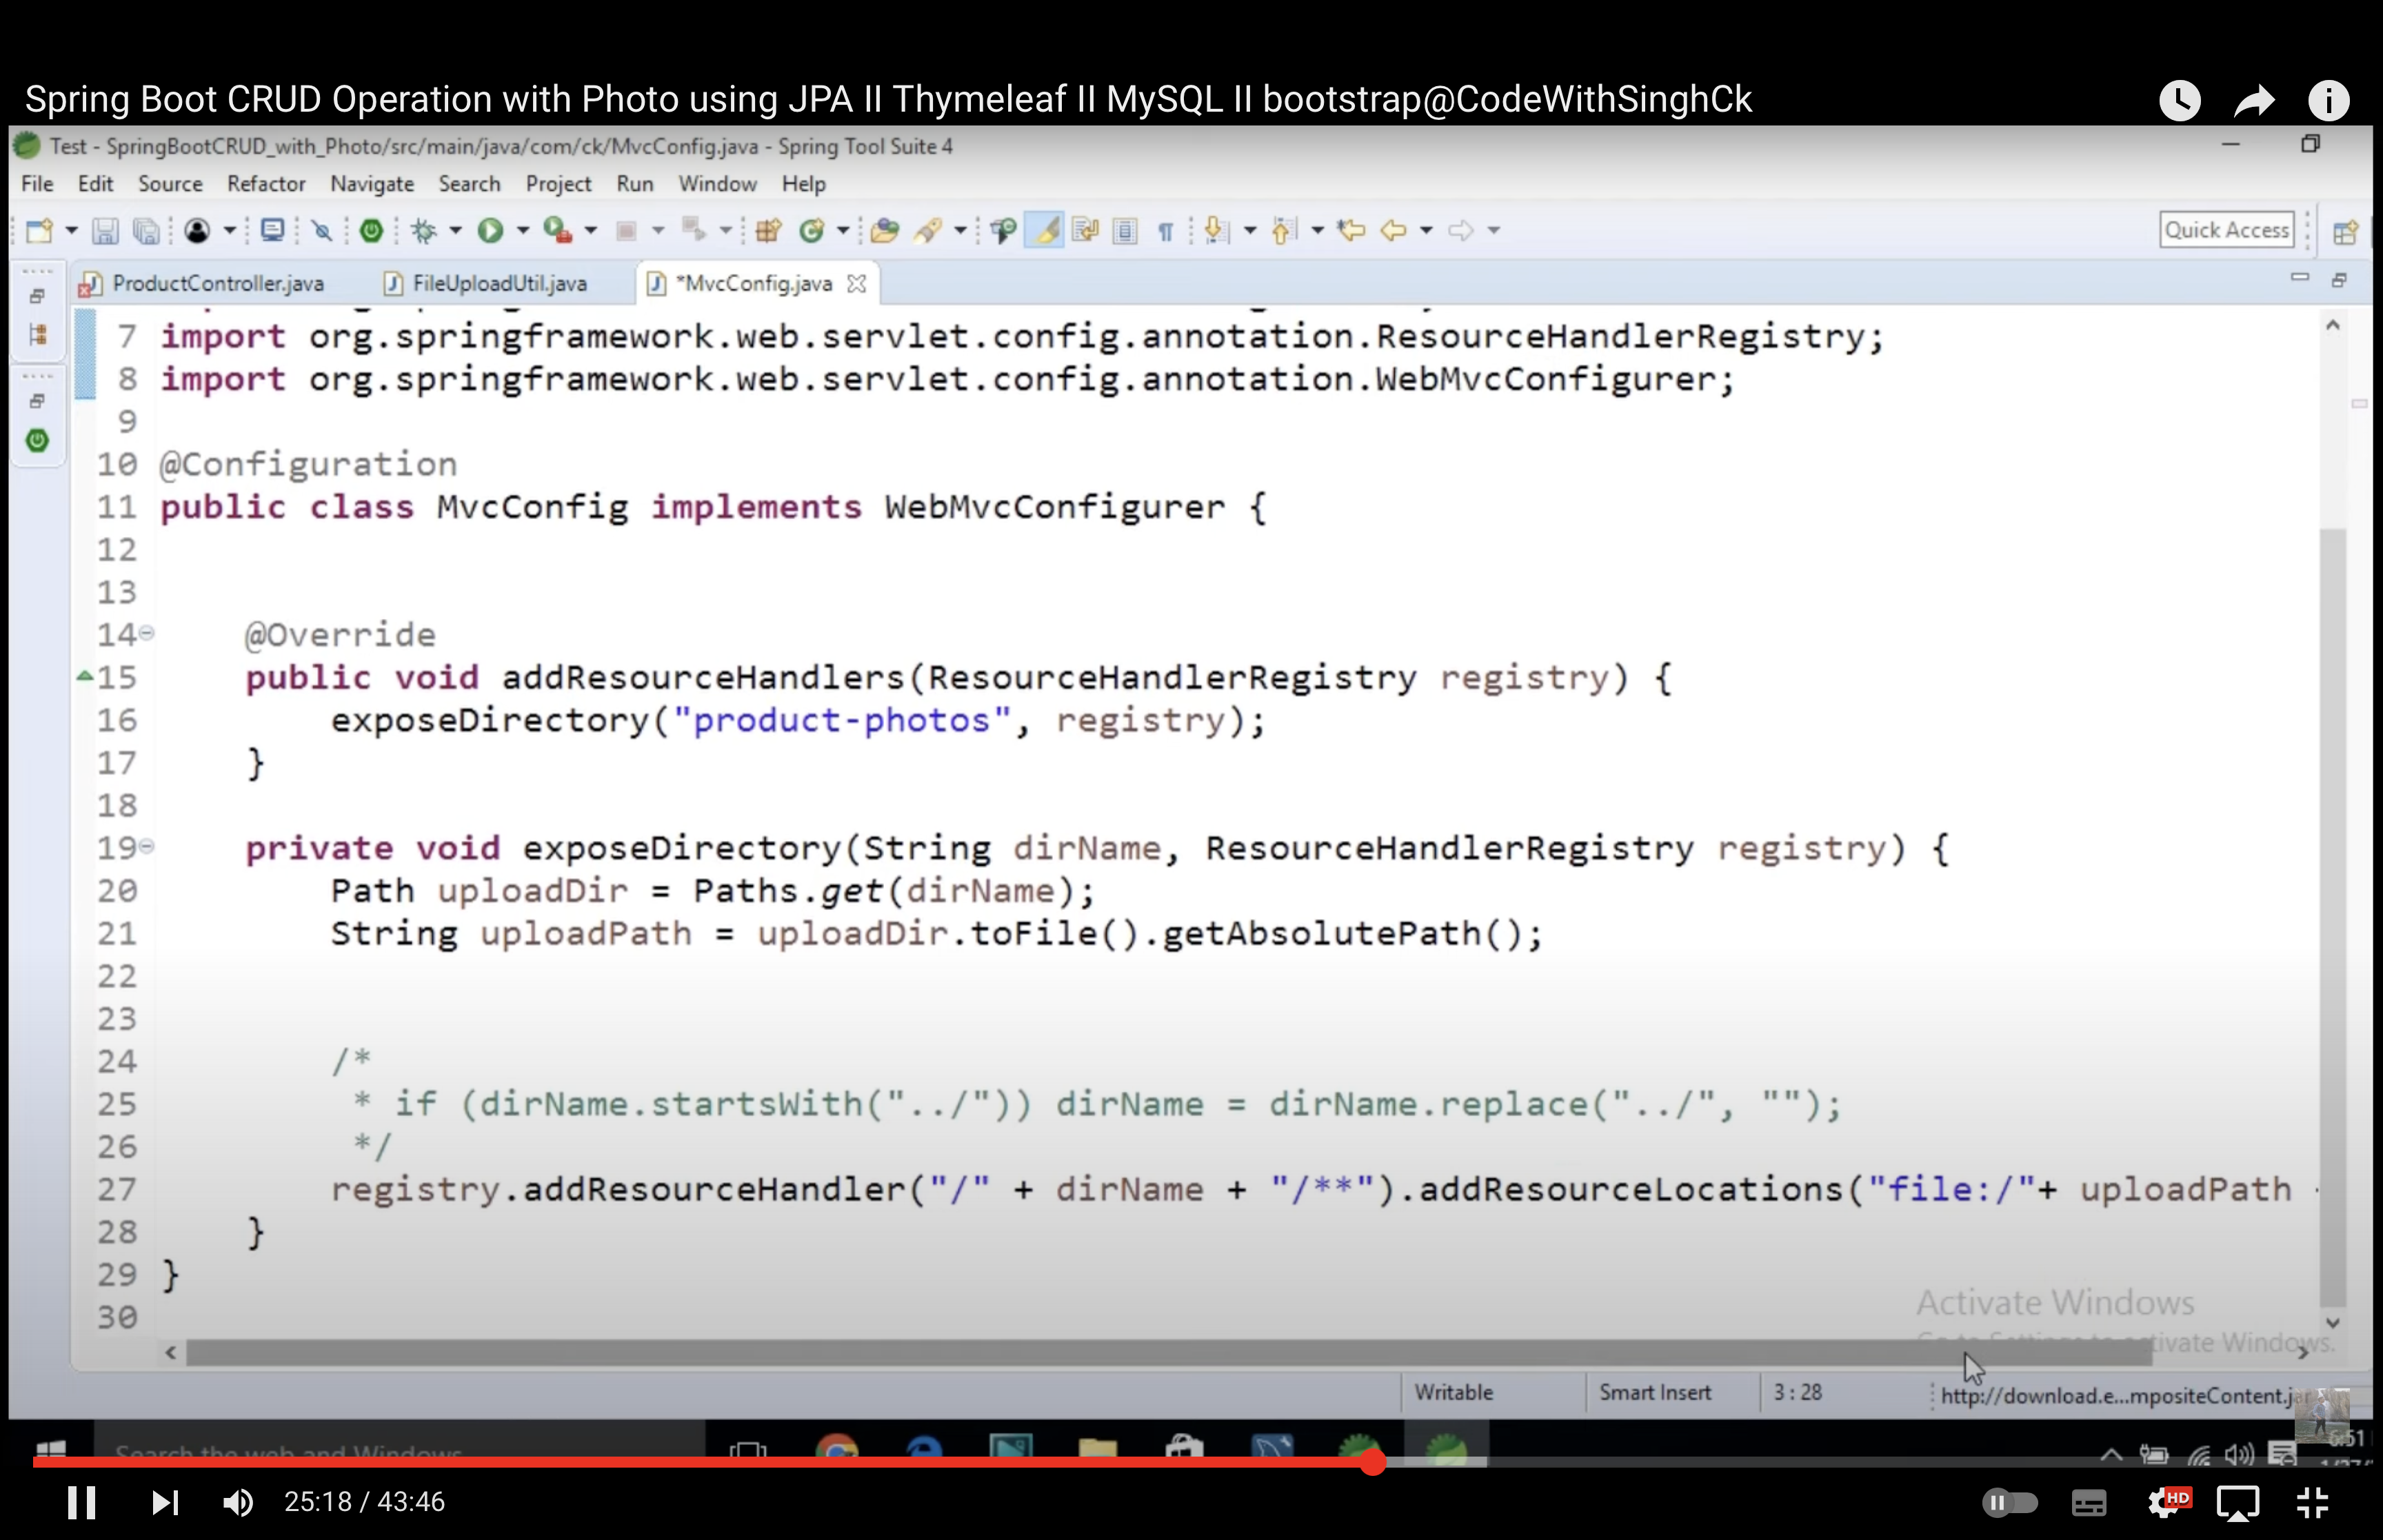 Spring Boot CRUD Operation with Photo using JPA II Thymeleaf II MySQL II bootstrap@CodeWithSinghCk
Test - SpringBootCRUD_with_Photo/src/main/java/com/ck/MvcConfig.java - Spring Tool Suite 4
File Edit Source Refactor Navigate Search Project Run Window Help
Quick Access
ProductController.java FileUploadUtil.java *MvcConfig.java
7 import org.springframework.web.servlet.config.annotation.ResourceHandlerRegistry;
8 import org.springframework.web.servlet.config.annotation.WebMvcConfigurer;
9
10 @Configuration
11 public class MvcConfig implements WebMvcConfigurer {
12
13
14 @Override
15 public void addResourceHandlers(ResourceHandlerRegistry registry) {
16 exposeDirectory("product-photos", registry);
17 }
18
19 private void exposeDirectory(String dirName, ResourceHandlerRegistry registry) {
20 Path uploadDir = Paths.get(dirName);
21 String uploadPath = uploadDir.toFile().getAbsolutePath();
22
23
24 /*
25 * if (dirName.startsWith("../")) dirName = dirName.replace("../", "");
26 */
27 registry.addResourceHandler("/" + dirName + "/**").addResourceLocations("file:/"+ uploadPath
28 }
29 }
30
Activate Windows
Go to Settings to activate Windows.
Writable Smart Insert 3 : 28 http://download.e...mpositeContent.jar
Search the web and Windows
6:51
25:18 / 43:46
HD